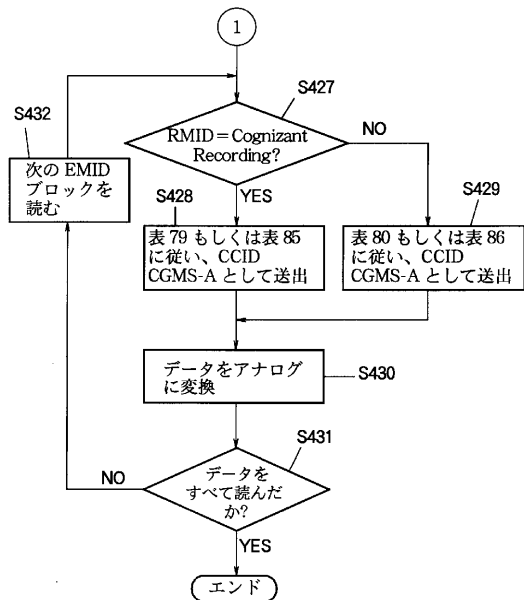 1
S427
RMID=Cognizant
Recording?
NO
YES
S432
次の EMID
ブロックを
読む
S428
表 79 もしくは表 85
に従い、CCID
CGMS-A として送出
S429
表 80 もしくは表 86
に従い、CCID
CGMS-A として送出
データをアナログ
に変換
S430
S431
データを
すべて読んだ
か?
NO
YES
エンド